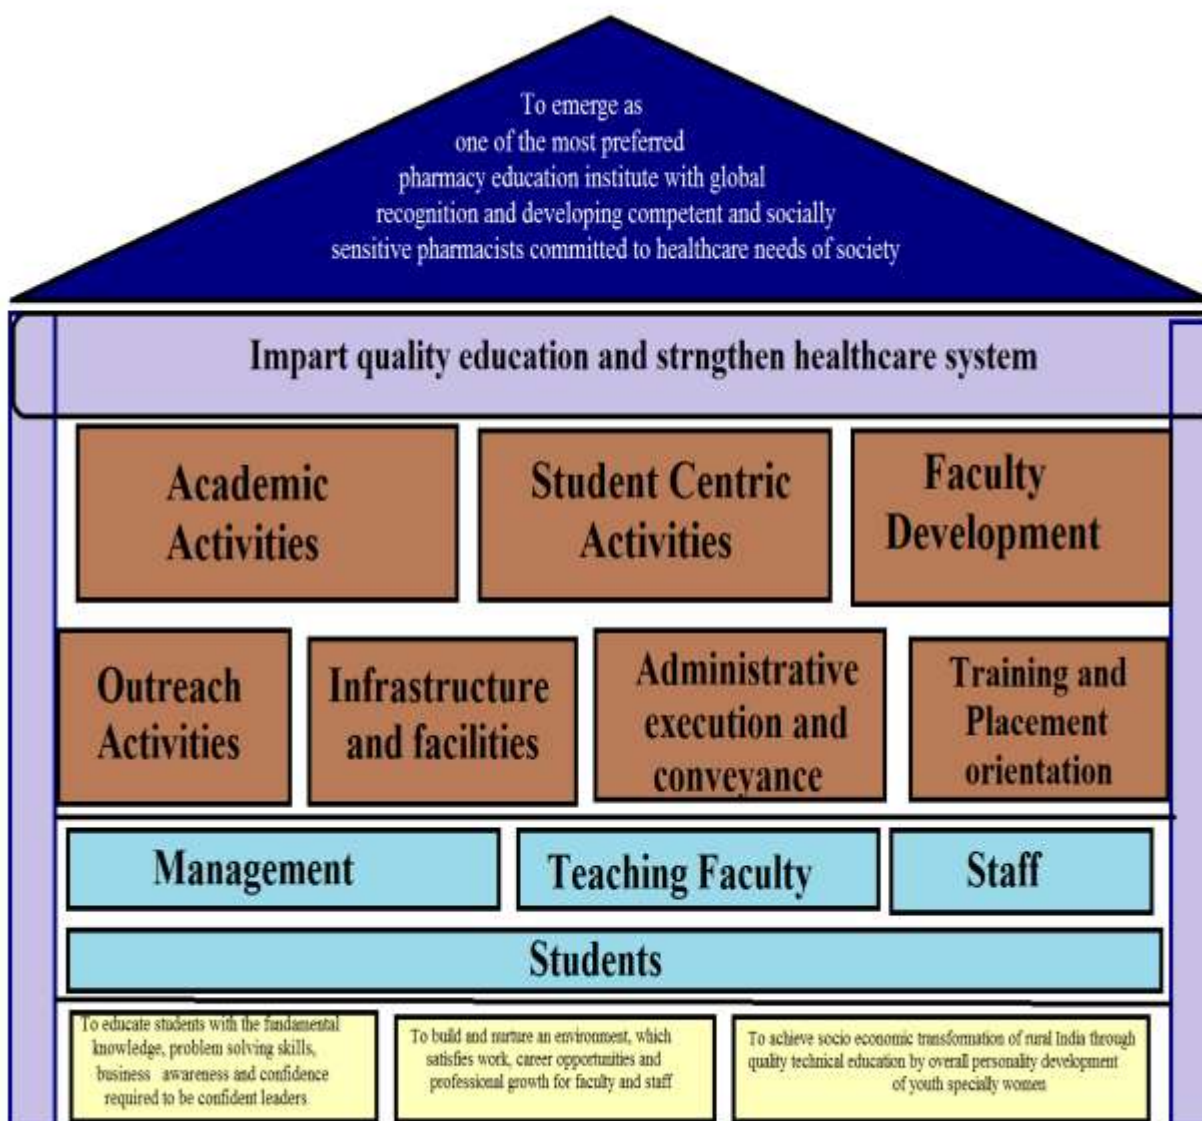 To emerge as
one of the most preferred
pharmacy education institute with global
recognition and developing competent and socially
sensitive pharmacists committed to healthcare needs of society
Impart quality education and strngthen healthcare system
Academic
Activities
Student Centric
Activities
Faculty
Development
Outreach
Activities
Infrastructure
and facilities
Administrative
execution and
conveyance
Training and
Placement
orientation
Management
Teaching Faculty
Staff
Students
To educate students with the fundamental
knowledge, problem solving skills,
business awareness and confidence
required to be confident leaders
To build and nurture an environment, which
satisfies work, career opportunities and
professional growth for faculty and staff
To achieve socio economic transformation of rural India through
quality technical education by overall personality development
of youth specially women